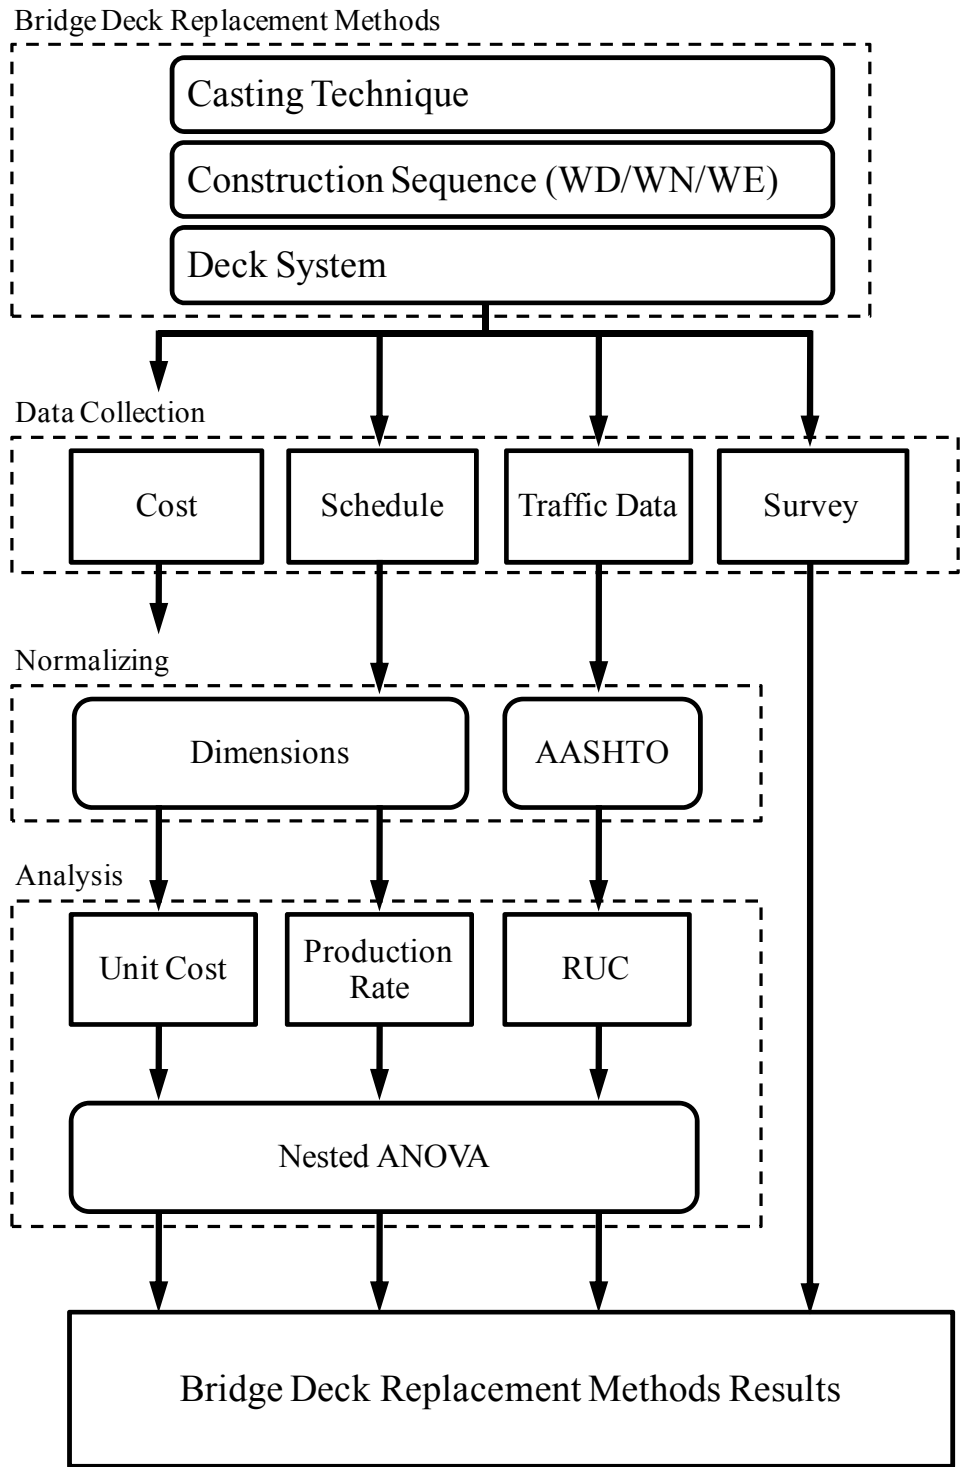 Bridge Deck Replacement Methods
Casting Technique
Construction Sequence (WD/WN/WE)
Deck System
Data Collection
Cost
Schedule
Traffic Data
Survey
Normalizing
Dimensions
AASHTO
Analysis
Unit Cost
Production
Rate
RUC
Nested ANOVA
Bridge Deck Replacement Methods Results